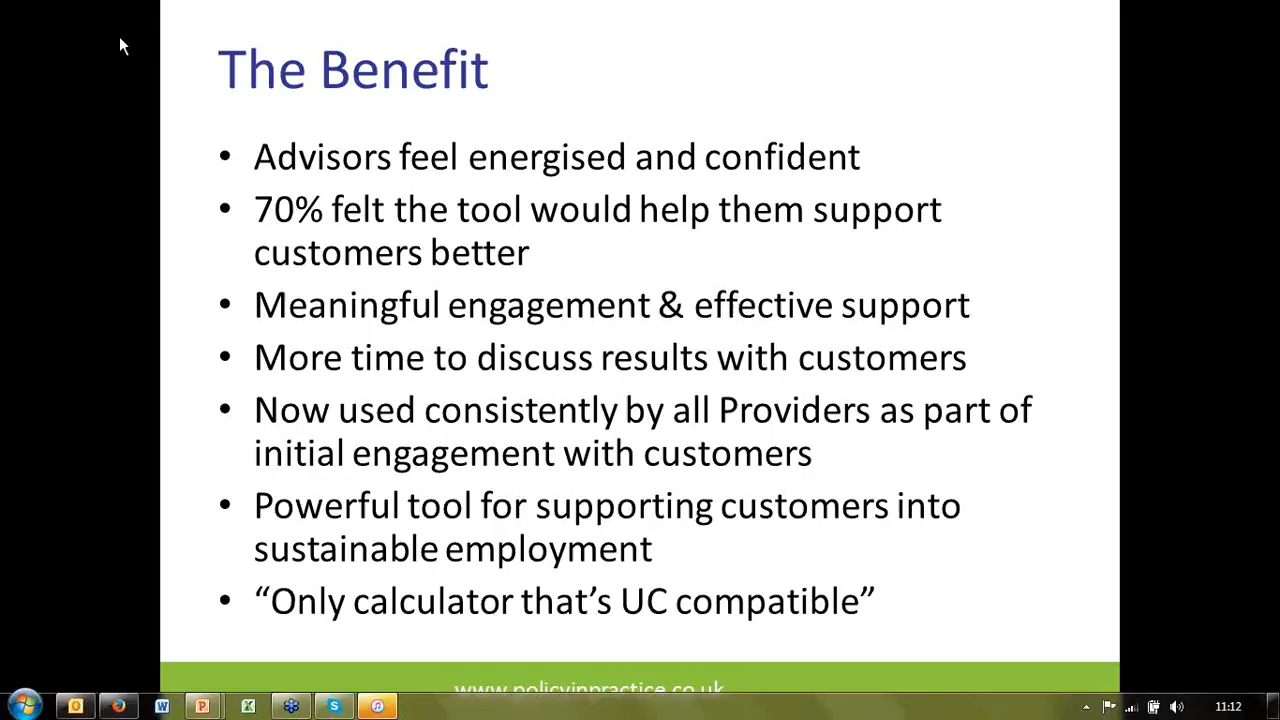 The Benefit
• Advisors feel energised and confident
• 70% felt the tool would help them support
customers better
• Meaningful engagement & effective support
• More time to discuss results with customers
• Now used consistently by all Providers as part of
initial engagement with customers
• Powerful tool for supporting customers into
sustainable employment
• “Only calculator that’s UC compatible”
www.policyinpractice.co.uk
11:12